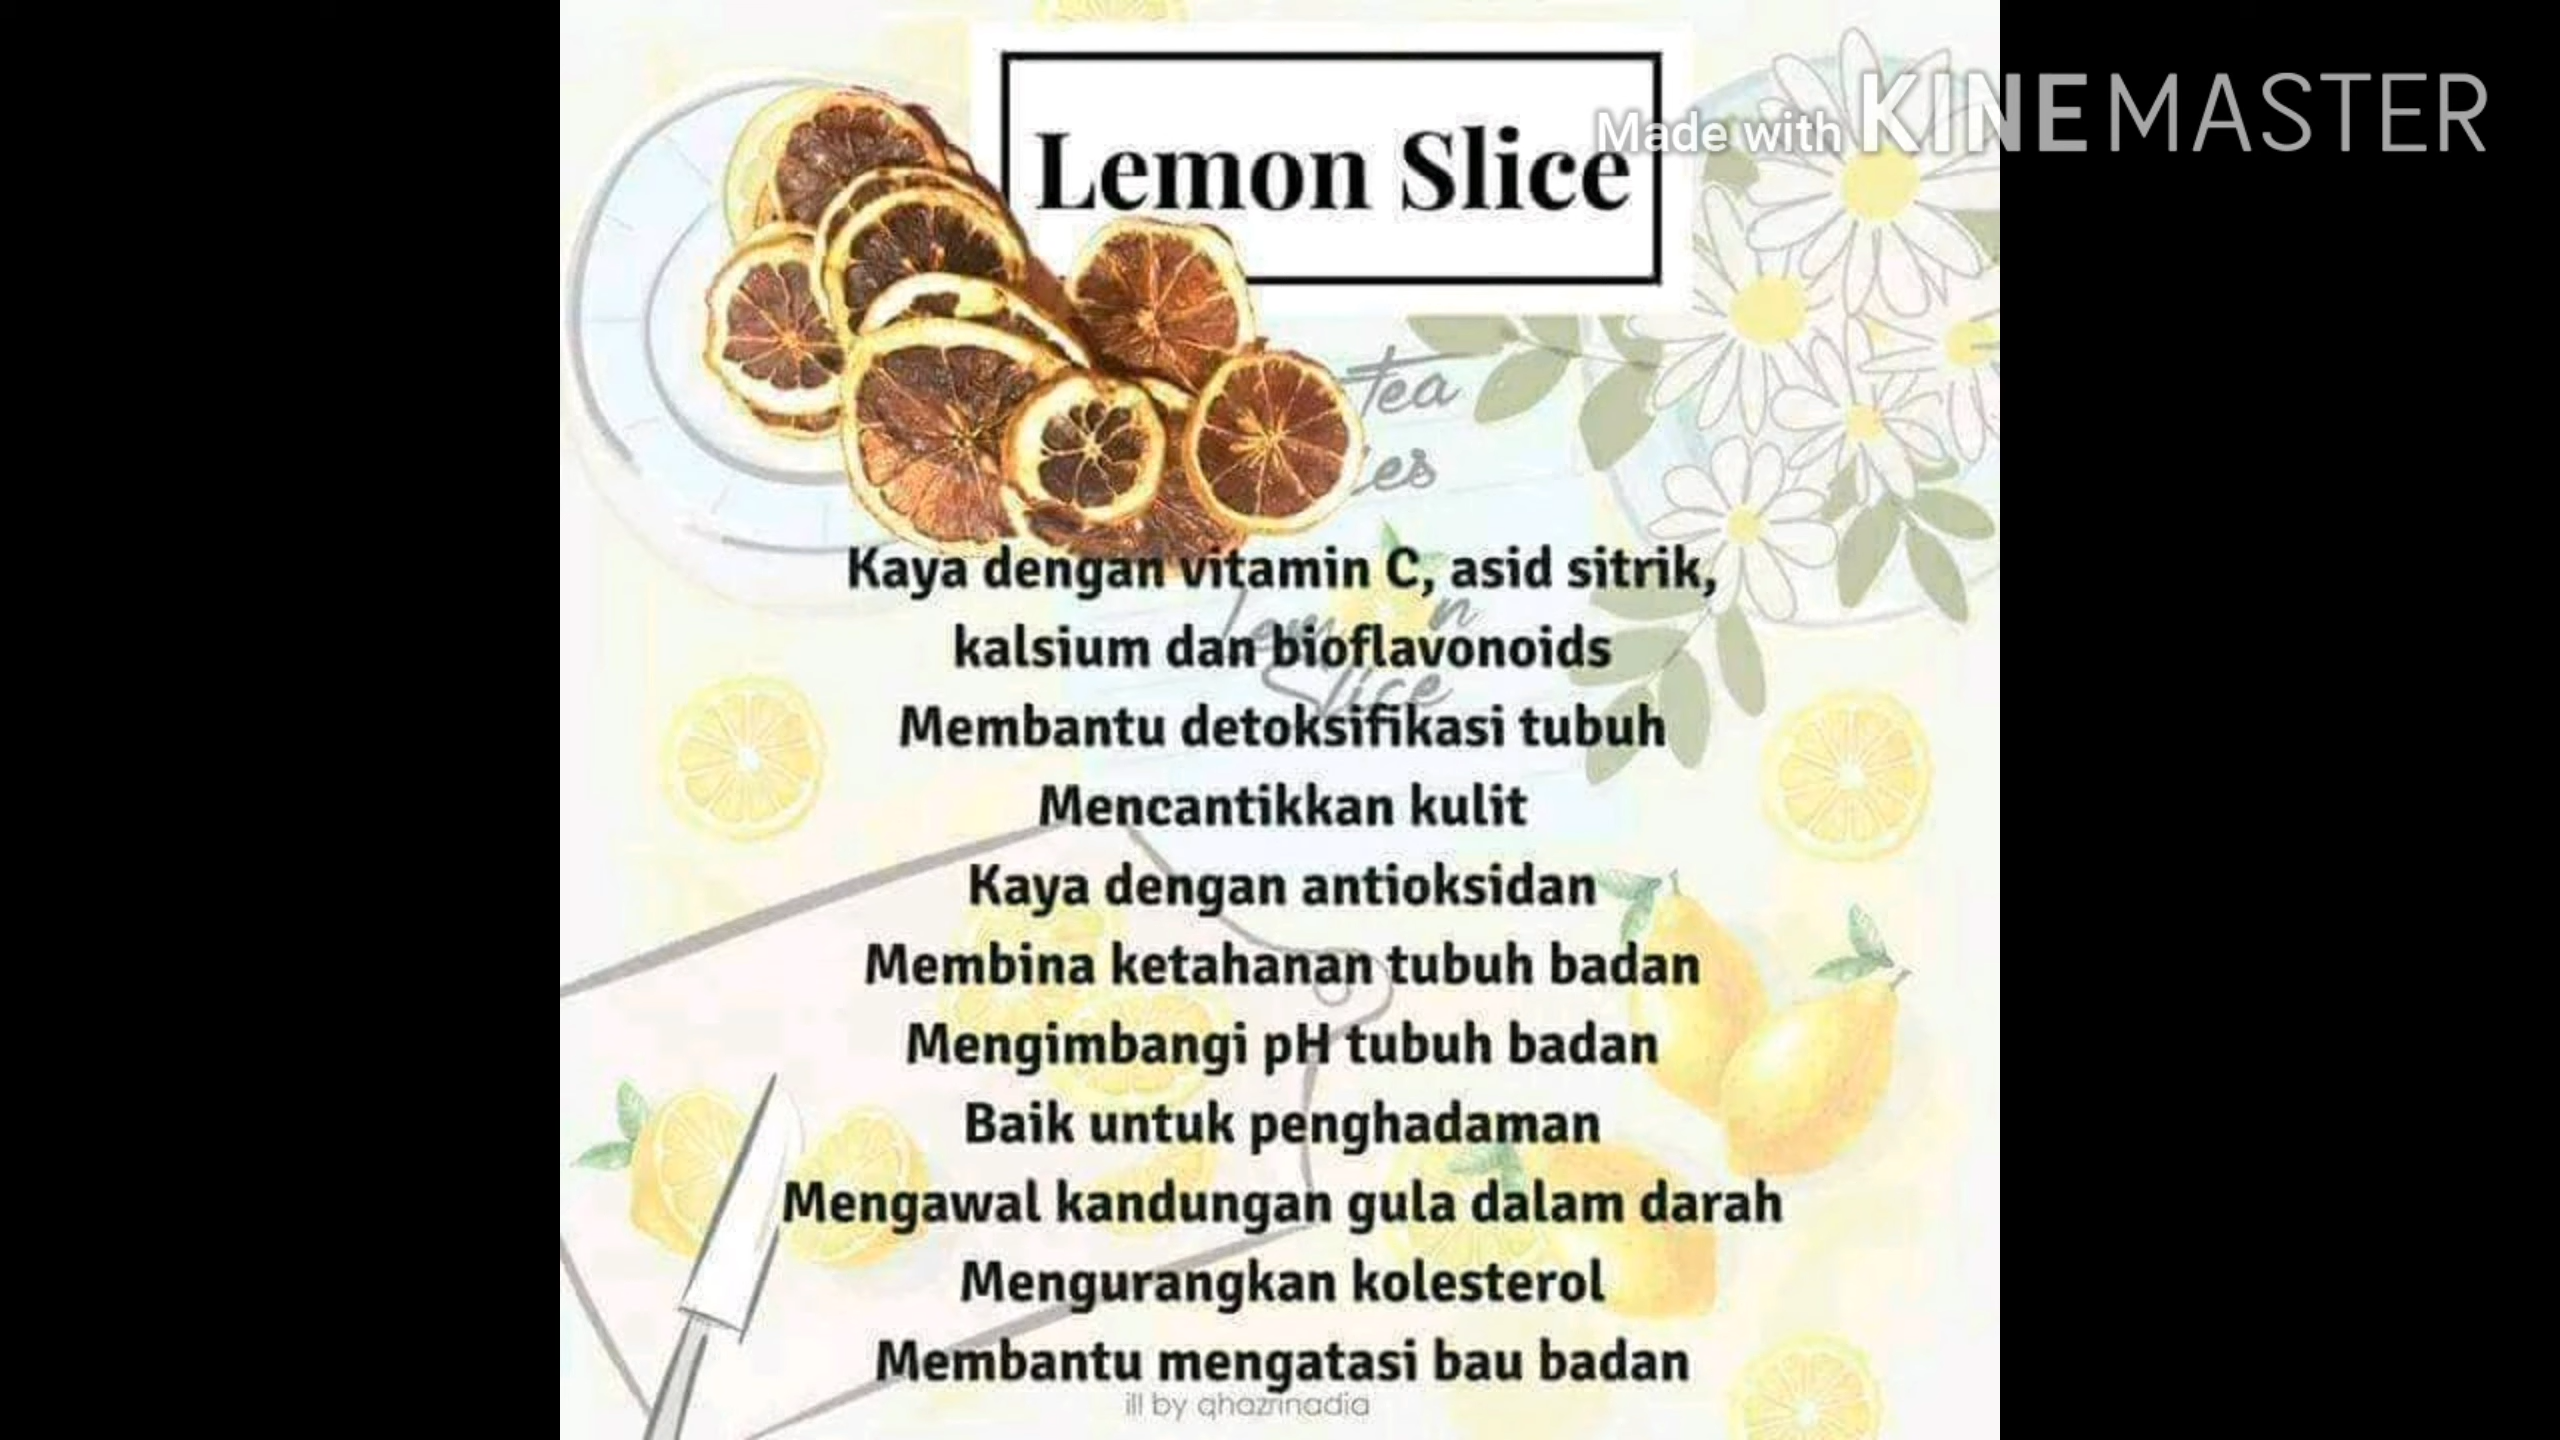 Lemon Slice
Made with KINEMASTER
tea
Kaya dengan vitamin C, asid sitrik,
kalsium dan bioflavonoids
Slice
Membantu detoksifikasi tubuh
Mencantikkan kulit
Kaya dengan antioksidan
Membina ketahanan tubuh badan
Mengimbangi pH tubuh badan
Baik untuk penghadaman
Mengawal kandungan gula dalam darah
Mengurangkan kolesterol
Membantu mengatasi bau badan
ill by qhazrinadia